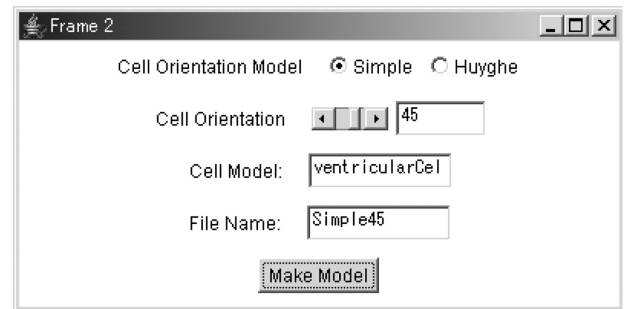 Frame 2
Cell Orientation Model Simple Huyghe
Cell Orientation 45
Cell Model: ventricularCel
File Name: Simple45
Make Model